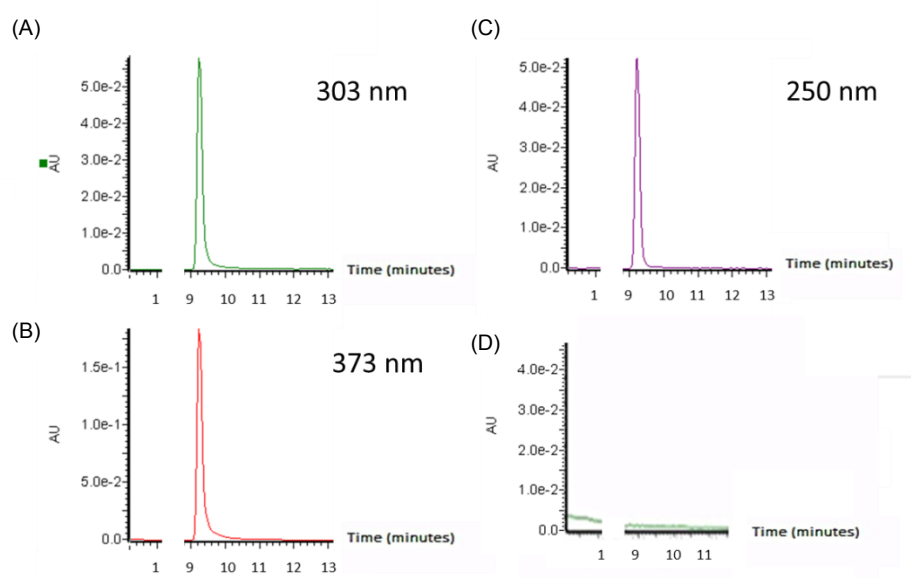 (A)
303 nm
5.0e-2
4.0e-2
3.0e-2
2.0e-2
1.0e-2
0.0
AU
Time (minutes)
1 9 10 11 12 13
(C)
250 nm
5.0e-2
4.0e-2
3.0e-2
2.0e-2
1.0e-2
0.0
AU
Time (minutes)
1 9 10 11 12 13
(B)
373 nm
1.5e-1
1.0e-1
5.0e-2
0.0
AU
Time (minutes)
1 9 10 11 12 13
(D)
4.0e-2
3.0e-2
2.0e-2
1.0e-2
0.0
AU
Time (minutes)
1 9 10 11